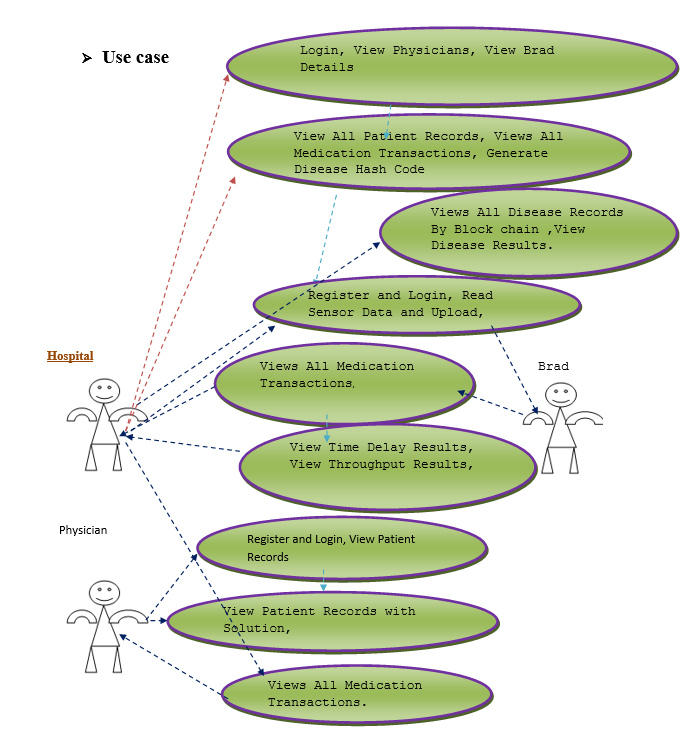 ➢ Use case
Login, View Physicians, View Brad
Details
View All Patient Records, Views All
Medication Transactions, Generate
Disease Hash Code
Views All Disease Records
By Block chain ,View
Disease Results.
Register and Login, Read
Sensor Data and Upload,
Hospital
Views All Medication
Transactions,
Brad
View Time Delay Results,
View Throughput Results,
Physician
Register and Login, View Patient
Records
View Patient Records with
Solution,
Views All Medication
Transactions.